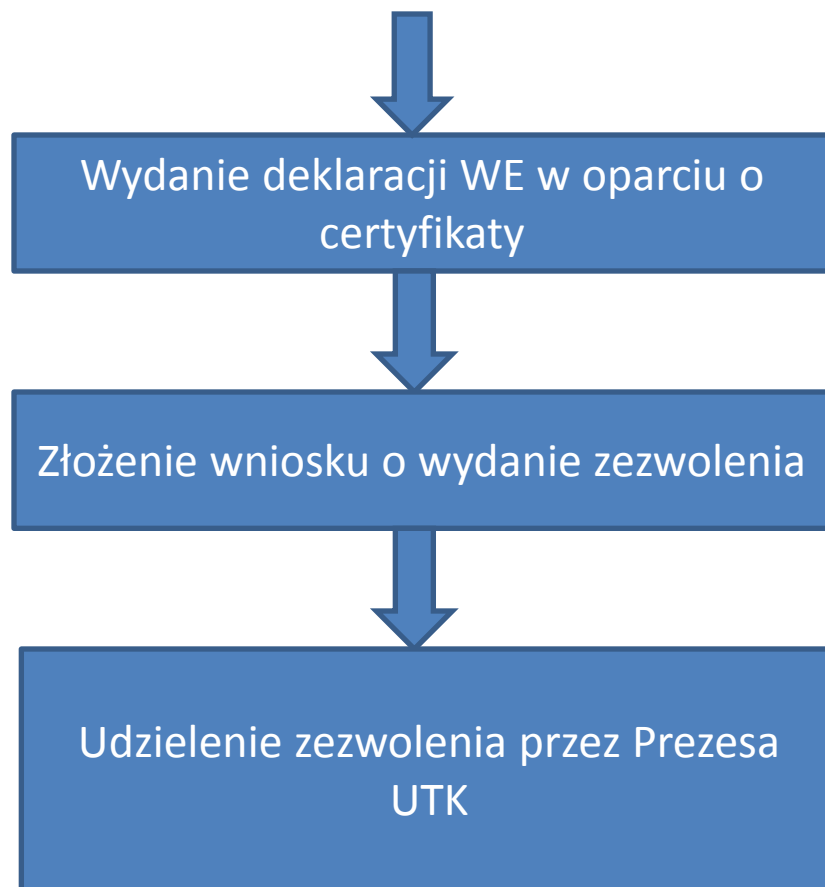 Wydanie deklaracji WE w oparciu o
certyfikaty
Złożenie wniosku o wydanie zezwolenia
Udzielenie zezwolenia przez Prezesa
UTK